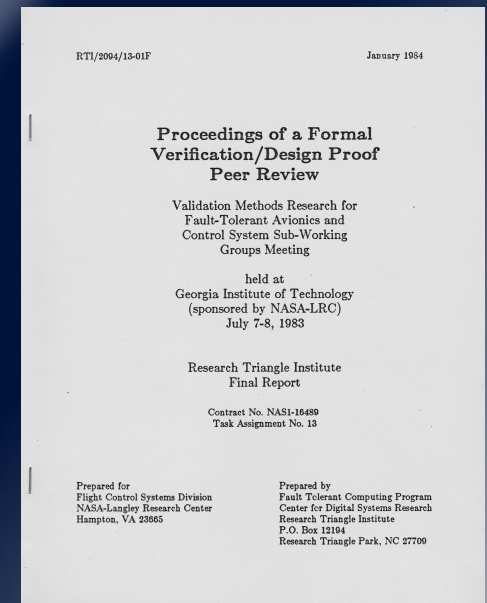 RTI/2094/13-01F
January 1984
Proceedings of a Formal
Verification/Design Proof
Peer Review
Validation Methods Research for
Fault-Tolerant Avionics and
Control System Sub-Working
Groups Meeting
held at
Georgia Institute of Technology
(sponsored by NASA-LRC)
July 7-8, 1983
Research Triangle Institute
Final Report
Contract No. NAS1-16489
Task Assignment No. 13
Prepared for
Flight Control Systems Division
NASA-Langley Research Center
Hampton, VA 23665
Prepared by
Fault Tolerant Computing Program
Center for Digital Systems Research
Research Triangle Institute
P.O. Box 12194
Research Triangle Park, NC 27709